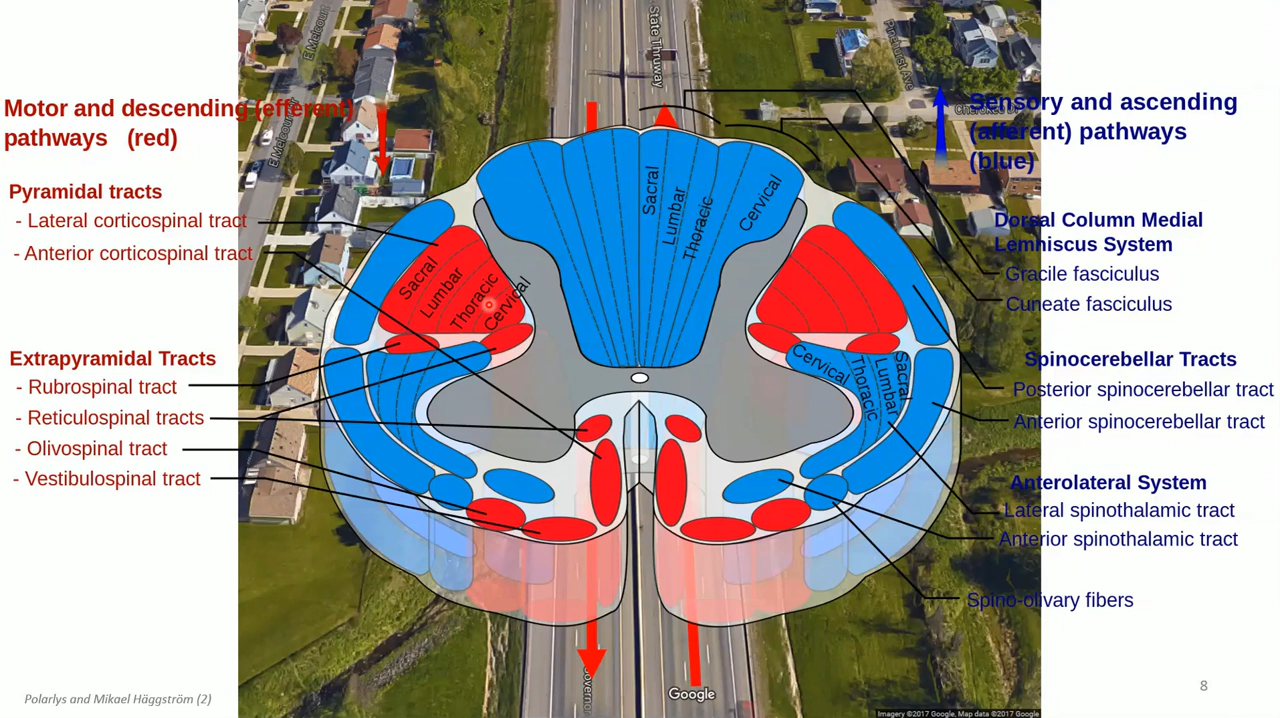 E Melcourt
State Thruway
Pinehurst Ave
Motor and descending (efferent)
pathways (red)
E Melcourt
Sensory and ascending
(afferent) pathways
(blue)
Pyramidal tracts
- Lateral corticospinal tract
- Anterior corticospinal tract
Sacral
Lumbar
Thoracic
Cervical
Sacral
Lumbar
Thoracic
Cervical
Dorsal Column Medial
Lemniscus System
Gracile fasciculus
Cuneate fasciculus
Extrapyramidal Tracts
- Rubrospinal tract
- Reticulospinal tracts
- Olivospinal tract
- Vestibulospinal tract
Cervical
Thoracic
Lumbar
Sacral
Spinocerebellar Tracts
Posterior spinocerebellar tract
Anterior spinocerebellar tract
Anterolateral System
Lateral spinothalamic tract
Anterior spinothalamic tract
Spino-olivary fibers
Polarlys and Mikael Häggström (2)
Google
8
Imagery ©2017 Google, Map data ©2017 Google